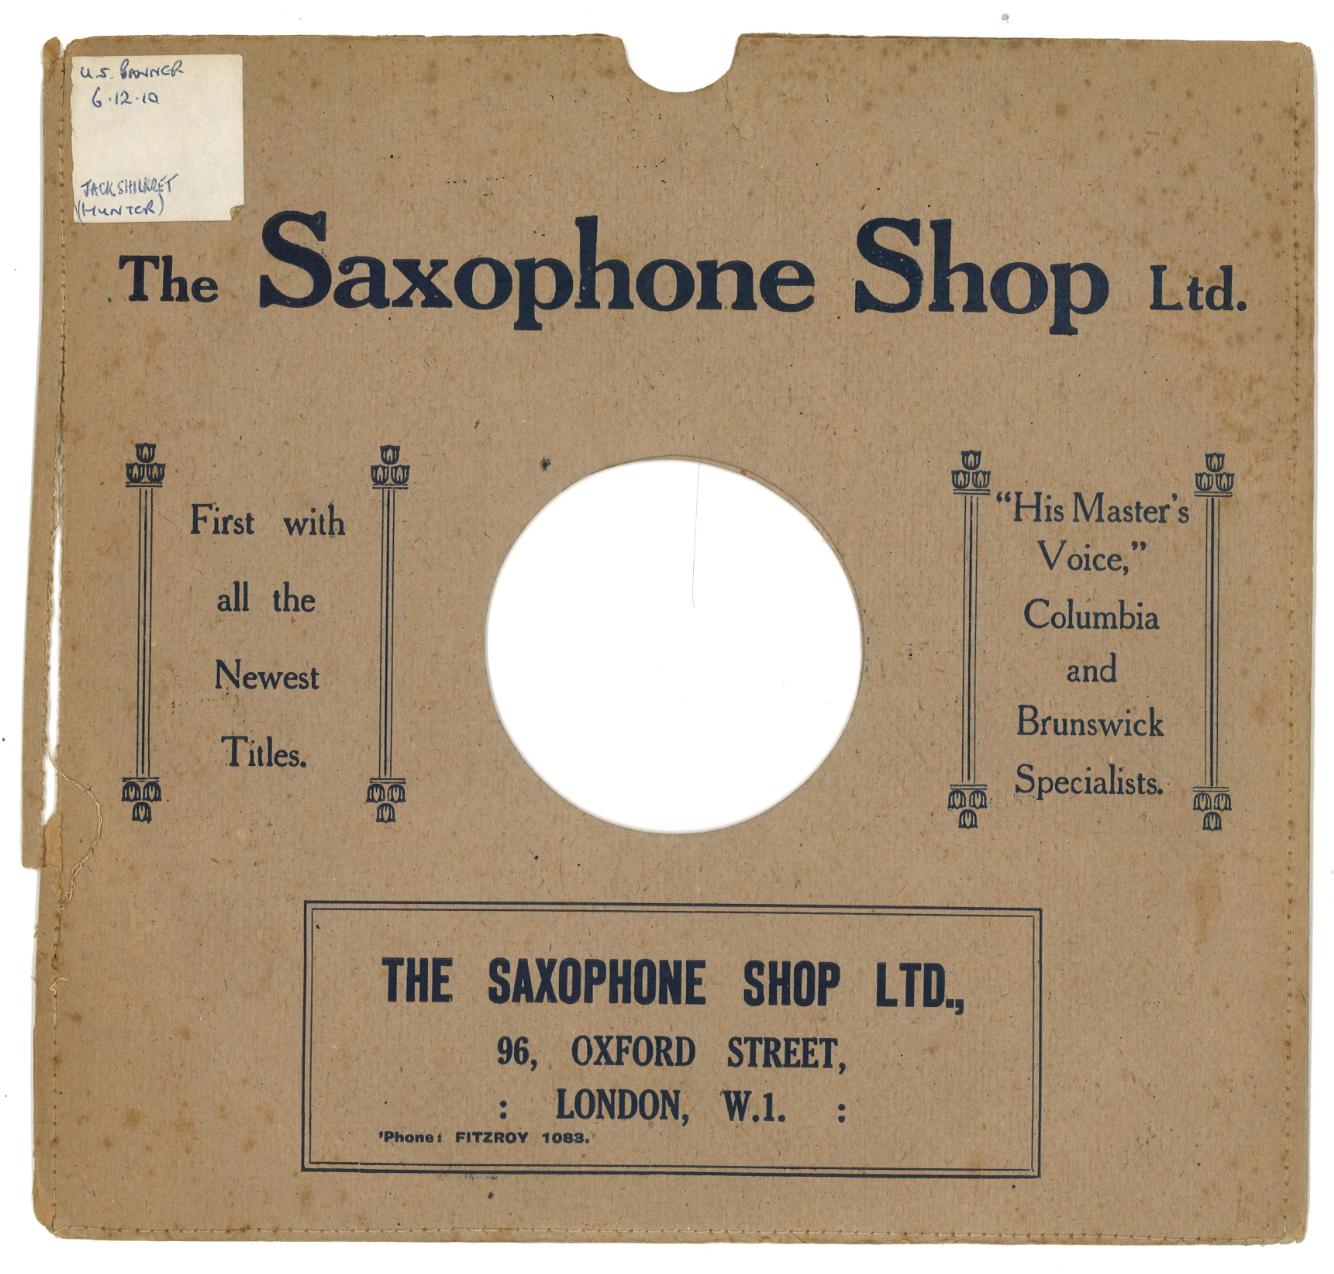 U.S. BANNER
6.12.10
JACK SHILKRET
(HUNTER)
The Saxophone Shop Ltd.
First with
all the
Newest
Titles.
“His Master's
Voice,”
Columbia
and
Brunswick
Specialists.
THE SAXOPHONE SHOP LTD.,
96, OXFORD STREET,
: LONDON, W.1. :
'Phone: FITZROY 1083.